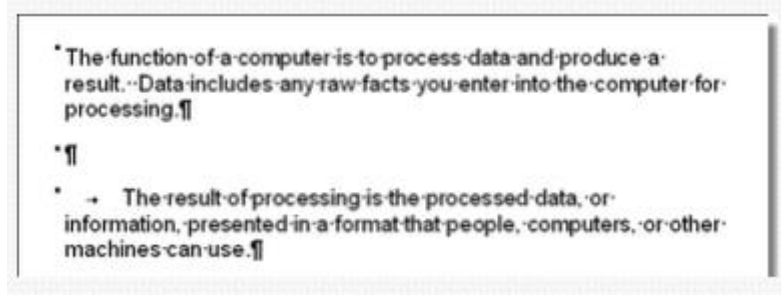 The·function·of·a·computer·is·to·process·data·and·produce·a·
result.··Data·includes·any·raw·facts·you·enter·into·the·computer·for·
processing.¶
¶
→ The·result·of·processing·is·the·processed·data,·or·
information,·presented·in·a·format·that·people,·computers,·or·other·
machines·can·use.¶